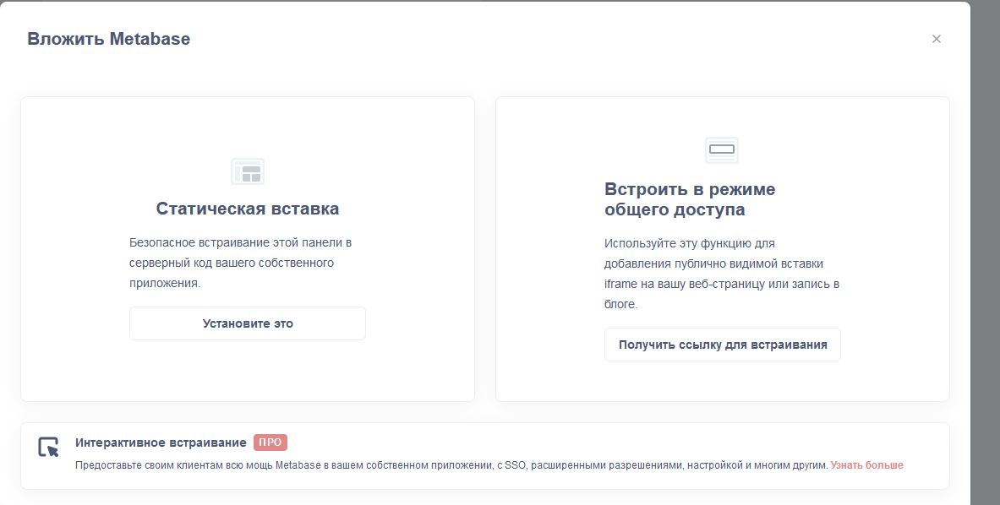 Вложить Metabase
Статическая вставка
Безопасное встраивание этой панели в
серверный код вашего собственного
приложения.
Установите это
Встроить в режиме
общего доступа
Используйте эту функцию для
добавления публично видимой вставки
iframe на вашу веб-страницу или запись в
блоге.
Получить ссылку для встраивания
Интерактивное встраивание ПРО
Предоставьте своим клиентам всю мощь Metabase в вашем собственном приложении, с SSO, расширенными разрешениями, настройкой и многим другим. Узнать больше